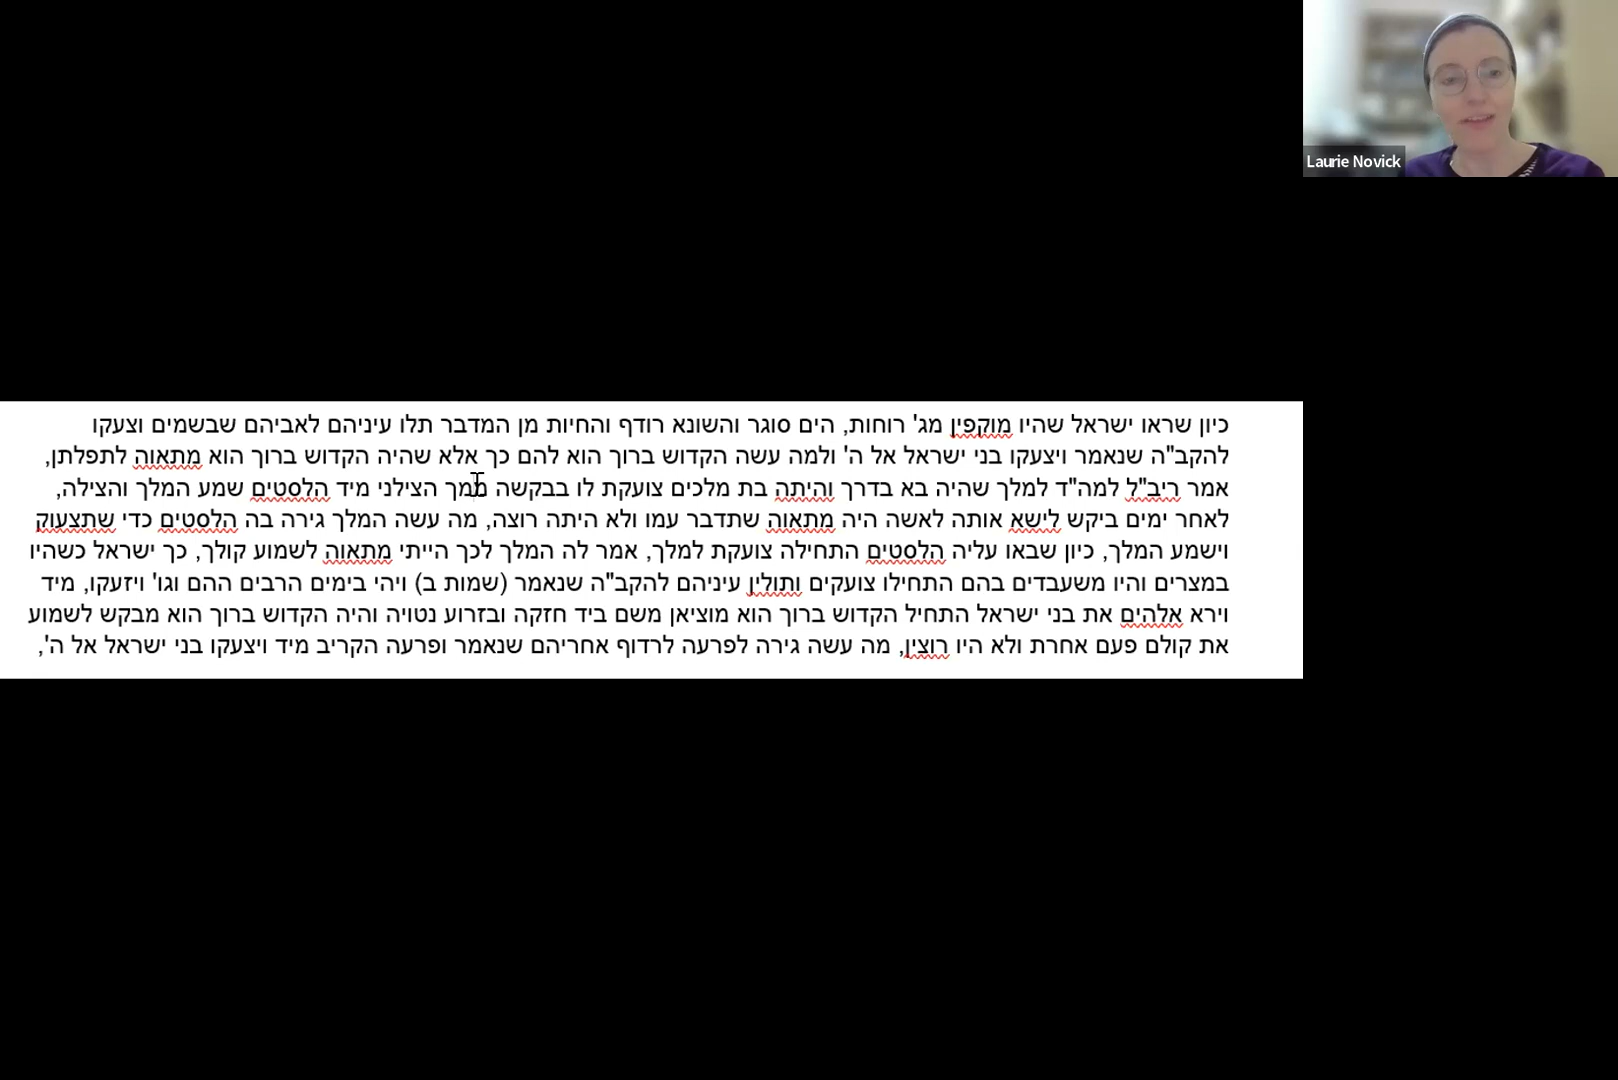 Laurie Novick
כיון שראו ישראל שהיו מוקפין מג' רוחות, הים סוגר והשונא רודף והחיות מן המדבר תלו עיניהם לאביהם שבשמים וצעקו
להקב"ה שנאמר ויצעקו בני ישראל אל ה' ולמה עשה הקדוש ברוך הוא להם כך אלא שהיה הקדוש ברוך הוא מתאוה לתפלתן,
אמר ריב"ל למה"ד למלך שהיה בא בדרך והיתה בת מלכים צועקת לו בבקשה ממך הצילני מיד הלסטים שמע המלך והצילה,
לאחר ימים ביקש לישא אותה לאשה היה מתאוה שתדבר עמו ולא היתה רוצה, מה עשה המלך גירה בה הלסטים כדי שתצעוק
וישמע המלך, כיון שבאו עליה הלסטים התחילה צועקת למלך, אמר לה המלך לכך הייתי מתאוה לשמוע קולך, כך ישראל כשהיו
במצרים והיו משעבדים בהם התחילו צועקים ותולין עיניהם להקב"ה שנאמר (שמות ב) ויהי בימים הרבים ההם וגו' ויזעקו, מיד
וירא אלהים את בני ישראל התחיל הקדוש ברוך הוא מוציאן משם ביד חזקה ובזרוע נטויה והיה הקדוש ברוך הוא מבקש לשמוע
את קולם פעם אחרת ולא היו רוצין, מה עשה גירה לפרעה לרדוף אחריהם שנאמר ופרעה הקריב מיד ויצעקו בני ישראל אל ה',